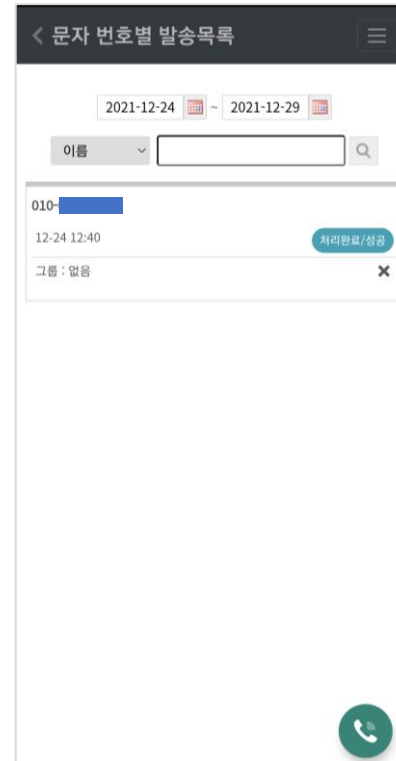 문자 번호별 발송목록
2021-12-24 ~ 2021-12-29
이름
010-
12-24 12:40 처리완료/성공
그룹 : 없음